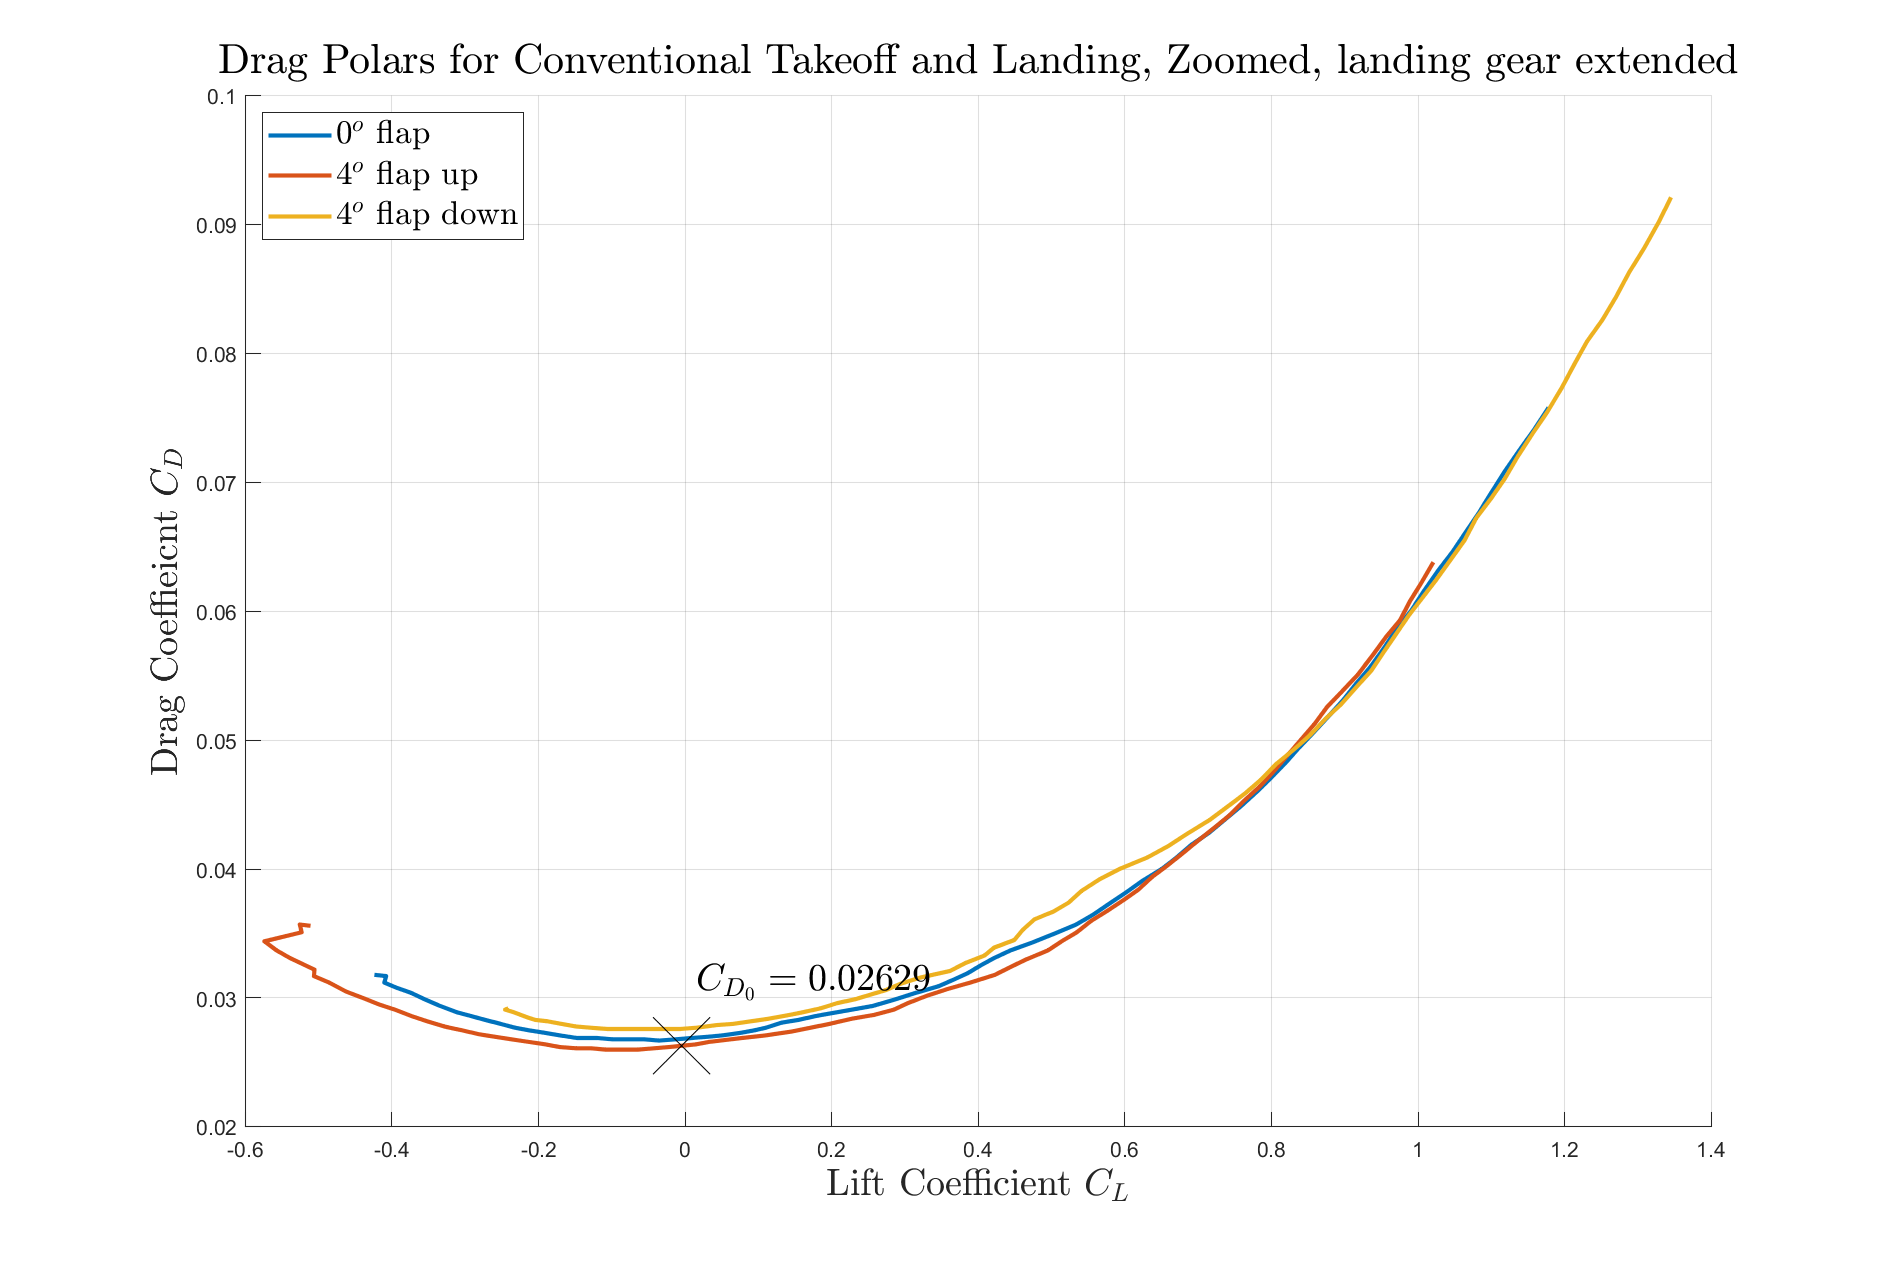 Drag Polars for Conventional Takeoff and Landing, Zoomed, landing gear extended
0.1
0.09
0.08
0.07
0.06
0.05
0.04
0.03
0.02
0° flap
4° flap up
4° flap down
Drag Coeffieicnt C_D
C_{D_0} = 0.02629
-0.6 -0.4 -0.2 0 0.2 0.4 0.6 0.8 1 1.2 1.4
Lift Coefficient C_L